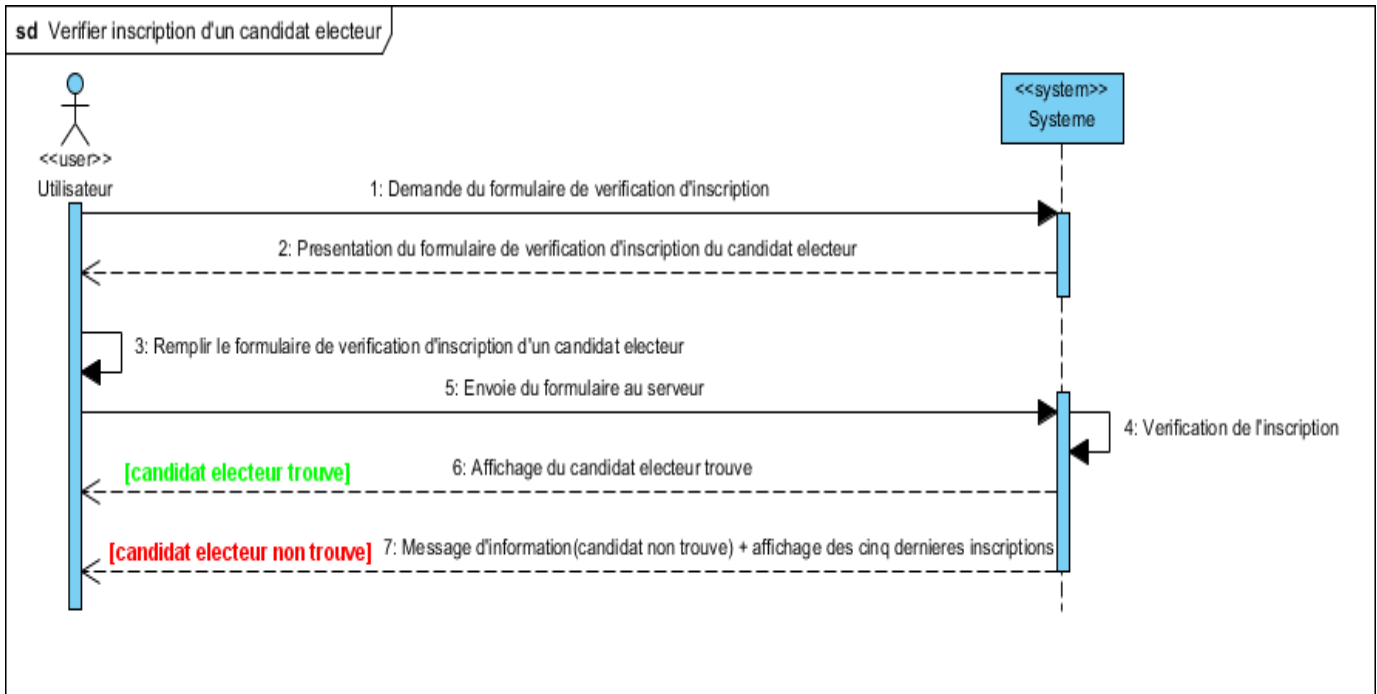 sd Verifier inscription d'un candidat electeur
<<system>>
Systeme
<<user>>
Utilisateur
1: Demande du formulaire de verification d'inscription
2: Presentation du formulaire de verification d'inscription du candidat electeur
3: Remplir le formulaire de verification d'inscription d'un candidat electeur
5: Envoie du formulaire au serveur
4: Verification de l'inscription
[candidat electeur trouve]
6: Affichage du candidat electeur trouve
[candidat electeur non trouve]
7: Message d'information(candidat non trouve) + affichage des cinq dernieres inscriptions